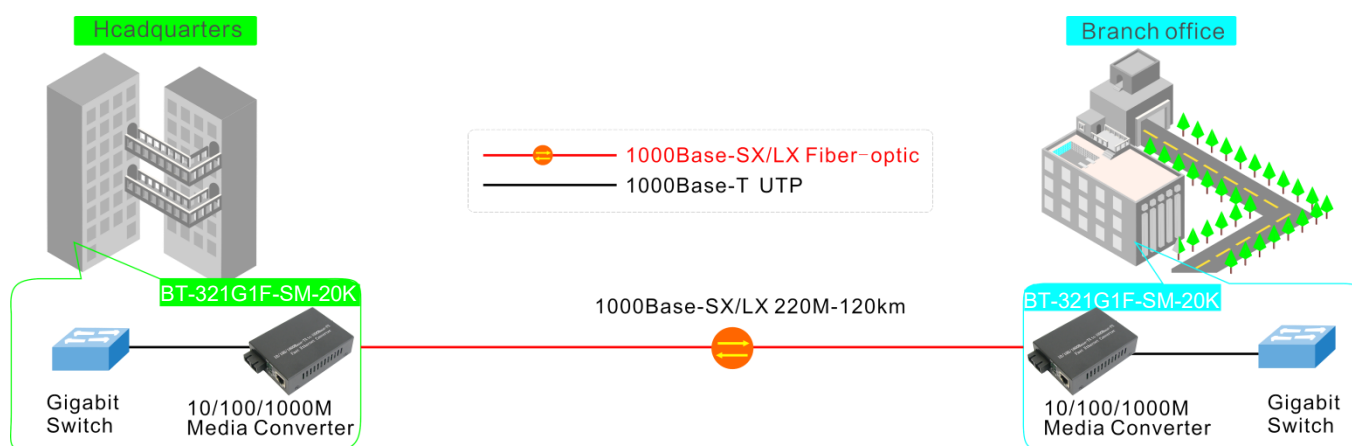 Hcadquarters
Branch office
1000Base-SX/LX Fiber-optic
1000Base-T UTP
BT-321G1F-SM-20K
BT-321G1F-SM-20K
1000Base-SX/LX 220M-120km
Gigabit
Switch
10/100/1000M
Media Converter
10/100/1000M
Media Converter
Gigabit
Switch